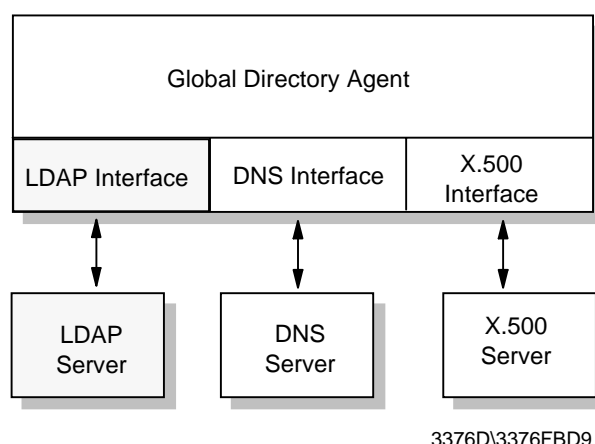 Global Directory Agent
LDAP Interface
DNS Interface
X.500
Interface
LDAP
Server
DNS
Server
X.500
Server
3376D\3376FBD9